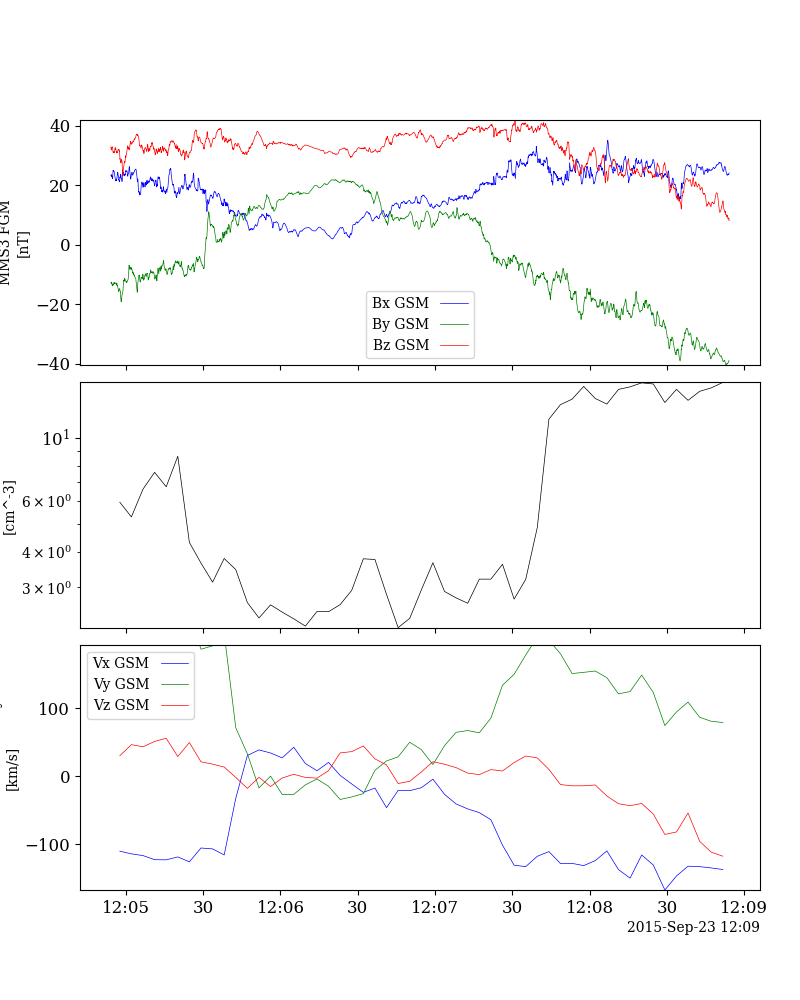 40
20
0
−20
−40
MMS3 FGM
[nT]
Bx GSM
By GSM
Bz GSM
10¹
6 × 10⁰
4 × 10⁰
3 × 10⁰
[cm^-3]
Vx GSM
Vy GSM
Vz GSM
100
0
−100
[km/s]
12:05 30 12:06 30 12:07 30 12:08 30 12:09
2015-Sep-23 12:09